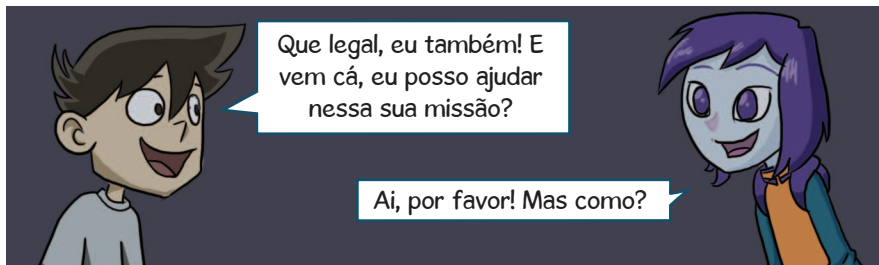 Que legal, eu também! E
vem cá, eu posso ajudar
nessa sua missão?
Ai, por favor! Mas como?